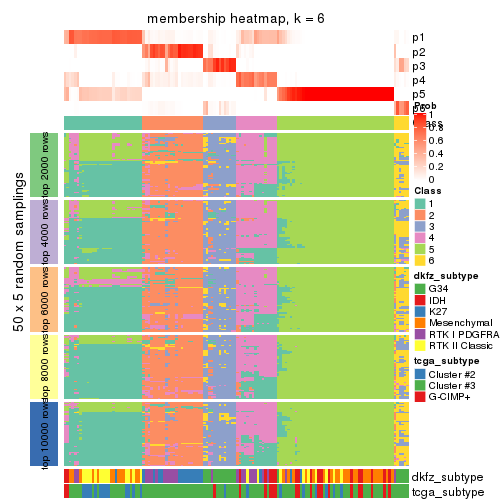 membership heatmap, k = 6
p1
p2
p3
p4
p5
p6
Prob
1
0.8
0.6
0.4
0.2
0
Class
Class
1
2
3
4
5
6
dkfz_subtype
G34
IDH
K27
Mesenchymal
RTK I PDGFRA
RTK II Classic
tcga_subtype
Cluster #2
Cluster #3
G-CIMP+
50 x 5 random samplings
top 2000 rows
top 4000 rows
top 6000 rows
top 8000 rows
top 10000 rows
dkfz_subtype
tcga_subtype